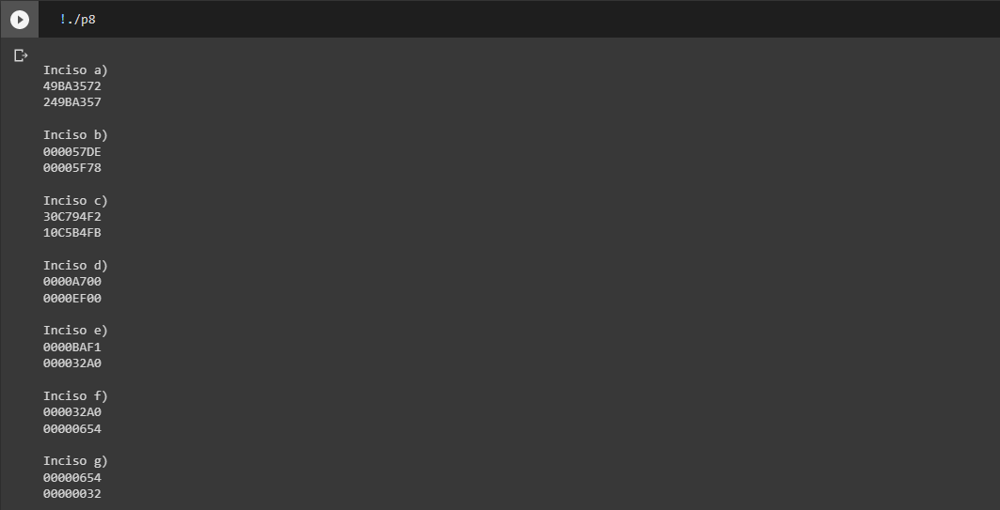 !./p8
Inciso a)
49BA3572
249BA357
Inciso b)
000057DE
00005F78
Inciso c)
30C794F2
10C5B4FB
Inciso d)
0000A700
0000EF00
Inciso e)
0000BAF1
000032A0
Inciso f)
000032A0
00000654
Inciso g)
00000654
00000032